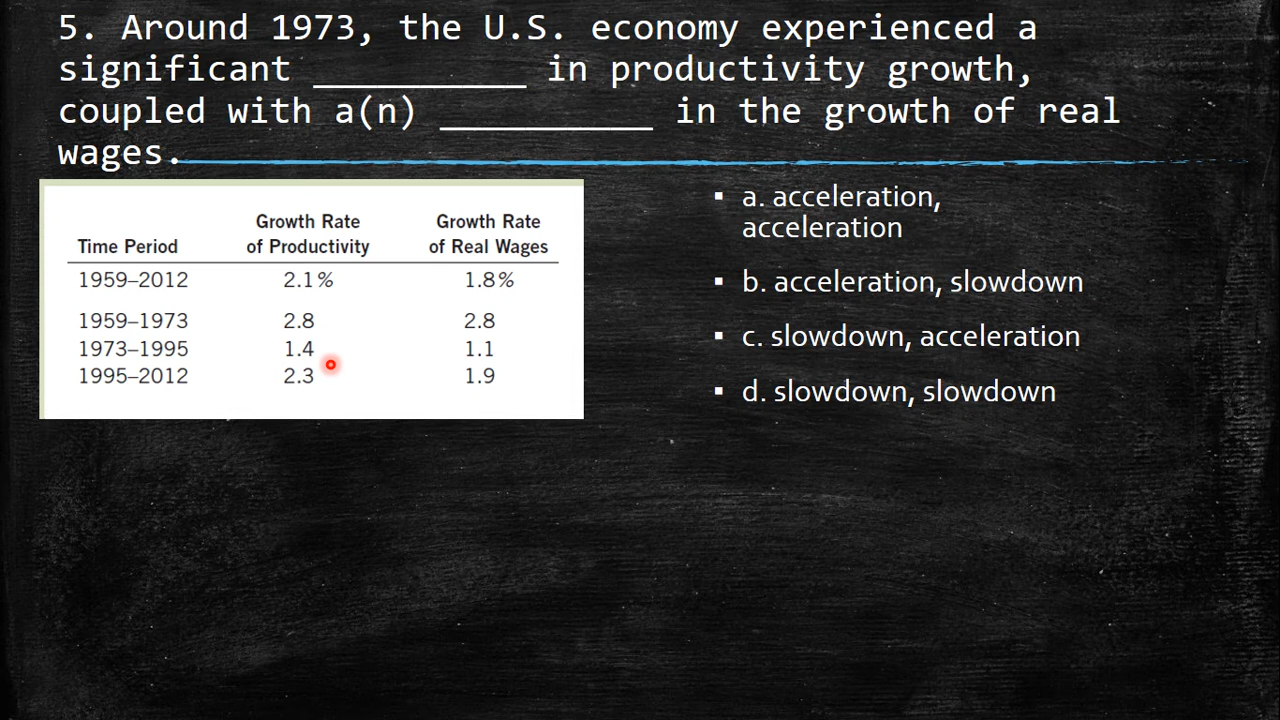 5. Around 1973, the U.S. economy experienced a
significant __________ in productivity growth,
coupled with a(n) __________ in the growth of real
wages.
Growth Rate Growth Rate
Time Period of Productivity of Real Wages
1959–2012 2.1% 1.8%
1959–1973 2.8 2.8
1973–1995 1.4 1.1
1995–2012 2.3 1.9
▪ a. acceleration,
acceleration
▪ b. acceleration, slowdown
▪ c. slowdown, acceleration
▪ d. slowdown, slowdown